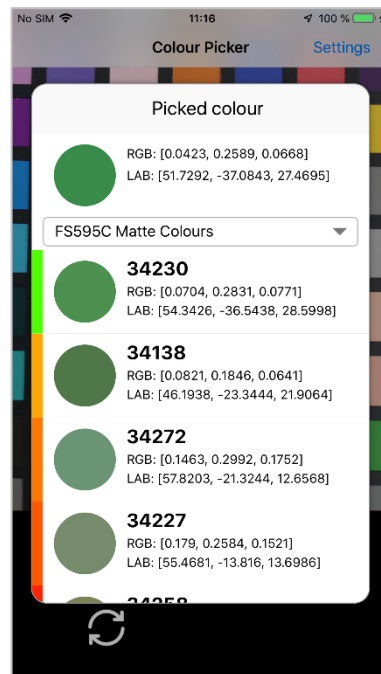 No SIM 11:16 100 %
Colour Picker Settings
Picked colour
RGB: [0.0423, 0.2589, 0.0668]
LAB: [51.7292, -37.0843, 27.4695]
FS595C Matte Colours
34230
RGB: [0.0704, 0.2831, 0.0771]
LAB: [54.3426, -36.5438, 28.5998]
34138
RGB: [0.0821, 0.1846, 0.0641]
LAB: [46.1938, -23.3444, 21.9064]
34272
RGB: [0.1463, 0.2992, 0.1752]
LAB: [57.8203, -21.3244, 12.6568]
34227
RGB: [0.179, 0.2584, 0.1521]
LAB: [55.4681, -13.816, 13.6986]